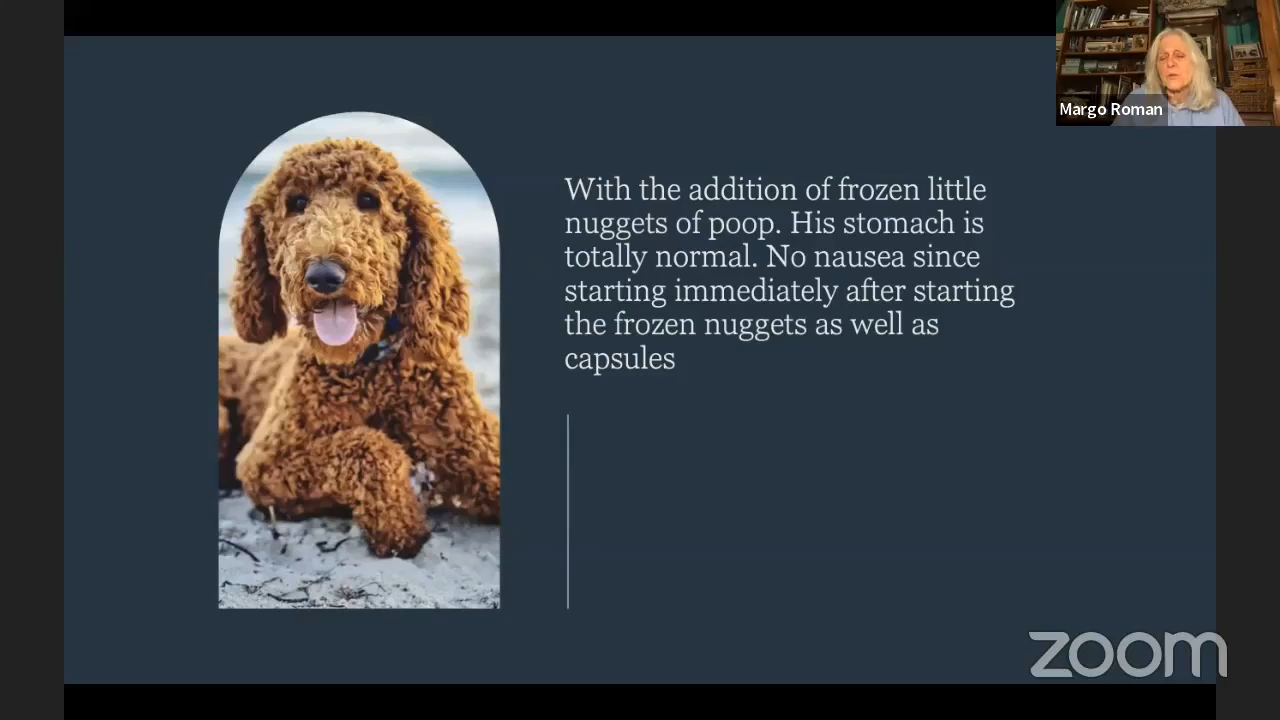 Margo Roman
With the addition of frozen little
nuggets of poop. His stomach is
totally normal. No nausea since
starting immediately after starting
the frozen nuggets as well as
capsules
zoom